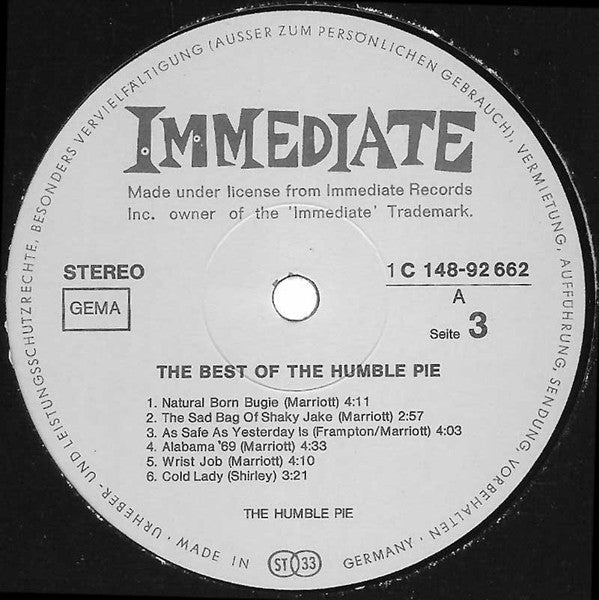 URHEBER- UND LEISTUNGSSCHUTZRECHTE, BESONDERS VERVIELFÄLTIGUNG (AUSSER ZUM PERSÖNLICHEN GEBRAUCH), VERMIETUNG, AUFFÜHRUNG, SENDUNG VORBEHALTEN ·
IMMEDIATE
Made under license from Immediate Records
Inc. owner of the 'Immediate' Trademark.
STEREO
1 C 148-92 662
GEMA
A
Seite 3
THE BEST OF THE HUMBLE PIE
1. Natural Born Bugie (Marriott) 4:11
2. The Sad Bag Of Shaky Jake (Marriott) 2:57
3. As Safe As Yesterday Is (Frampton/Marriott) 4:03
4. Alabama '69 (Marriott) 4:33
5. Wrist Job (Marriott) 4:10
6. Cold Lady (Shirley) 3:21
THE HUMBLE PIE
MADE IN GERMANY ·
ST 33